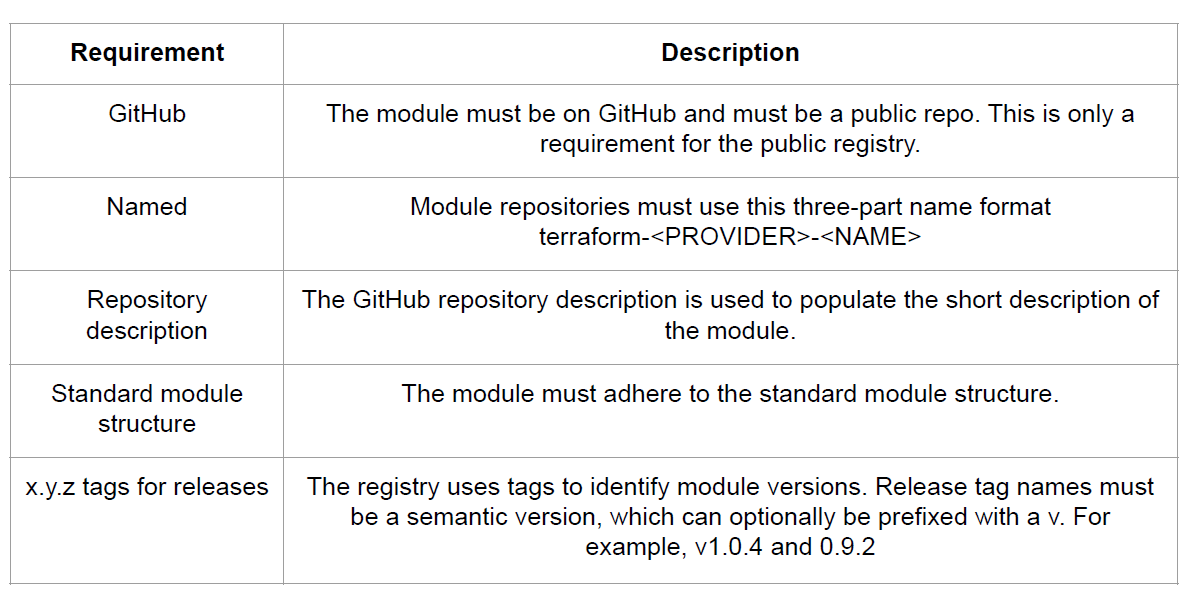 Requirement
Description
GitHub
The module must be on GitHub and must be a public repo. This is only a
requirement for the public registry.
Named
Module repositories must use this three-part name format
terraform-<PROVIDER>-<NAME>
Repository
description
The GitHub repository description is used to populate the short description of
the module.
Standard module
structure
The module must adhere to the standard module structure.
x.y.z tags for releases
The registry uses tags to identify module versions. Release tag names must
be a semantic version, which can optionally be prefixed with a v. For
example, v1.0.4 and 0.9.2